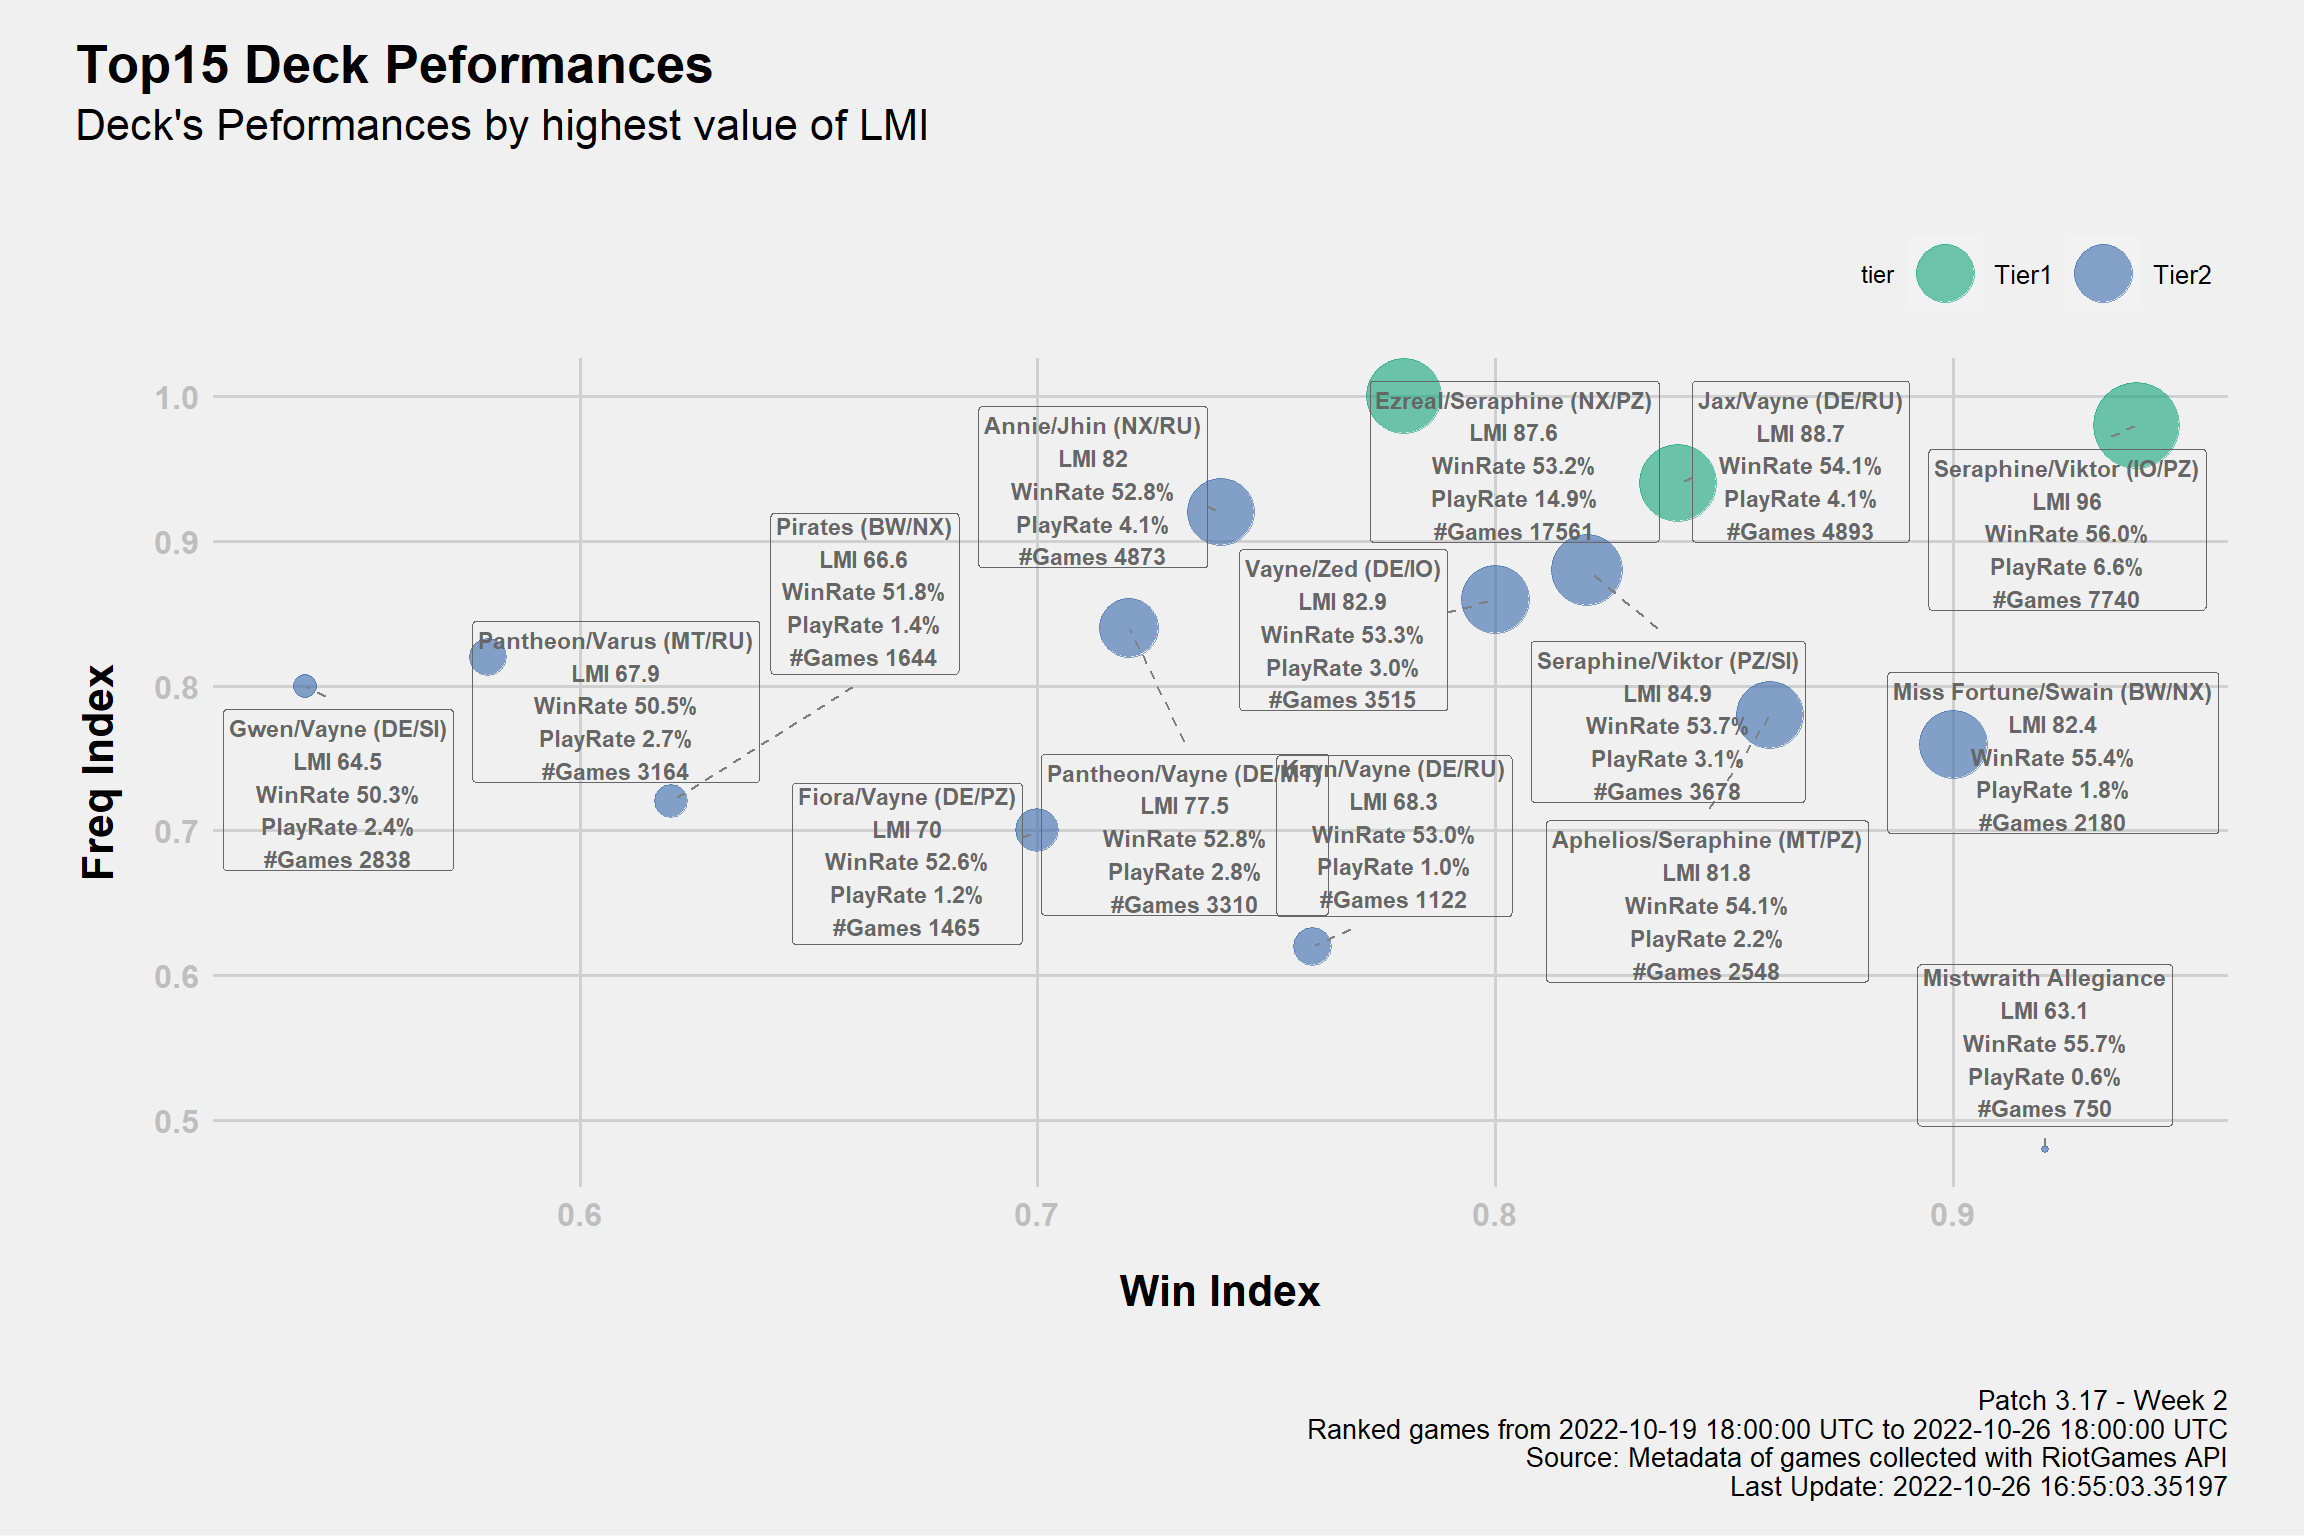 Top15 Deck Peformances
Deck's Peformances by highest value of LMI
tier
Tier1
Tier2
Freq Index
1.0
0.9
0.8
0.7
0.6
0.5
Gwen/Vayne (DE/SI)
LMI 64.5
WinRate 50.3%
PlayRate 2.4%
#Games 2838
Pantheon/Varus (MT/RU)
LMI 67.9
WinRate 50.5%
PlayRate 2.7%
#Games 3164
Pirates (BW/NX)
LMI 66.6
WinRate 51.8%
PlayRate 1.4%
#Games 1644
Fiora/Vayne (DE/PZ)
LMI 70
WinRate 52.6%
PlayRate 1.2%
#Games 1465
Annie/Jhin (NX/RU)
LMI 82
WinRate 52.8%
PlayRate 4.1%
#Games 4873
Pantheon/Vayne (DE/MT)
LMI 77.5
WinRate 52.8%
PlayRate 2.8%
#Games 3310
Kayn/Vayne (DE/RU)
LMI 68.3
WinRate 53.0%
PlayRate 1.0%
#Games 1122
Vayne/Zed (DE/IO)
LMI 82.9
WinRate 53.3%
PlayRate 3.0%
#Games 3515
Ezreal/Seraphine (NX/PZ)
LMI 87.6
WinRate 53.2%
PlayRate 14.9%
#Games 17561
Jax/Vayne (DE/RU)
LMI 88.7
WinRate 54.1%
PlayRate 4.1%
#Games 4893
Seraphine/Viktor (IO/PZ)
LMI 96
WinRate 56.0%
PlayRate 6.6%
#Games 7740
Seraphine/Viktor (PZ/SI)
LMI 84.9
WinRate 53.7%
PlayRate 3.1%
#Games 3678
Miss Fortune/Swain (BW/NX)
LMI 82.4
WinRate 55.4%
PlayRate 1.8%
#Games 2180
Aphelios/Seraphine (MT/PZ)
LMI 81.8
WinRate 54.1%
PlayRate 2.2%
#Games 2548
Mistwraith Allegiance
LMI 63.1
WinRate 55.7%
PlayRate 0.6%
#Games 750
0.6
0.7
0.8
0.9
Win Index
Patch 3.17 - Week 2
Ranked games from 2022-10-19 18:00:00 UTC to 2022-10-26 18:00:00 UTC
Source: Metadata of games collected with RiotGames API
Last Update: 2022-10-26 16:55:03.35197